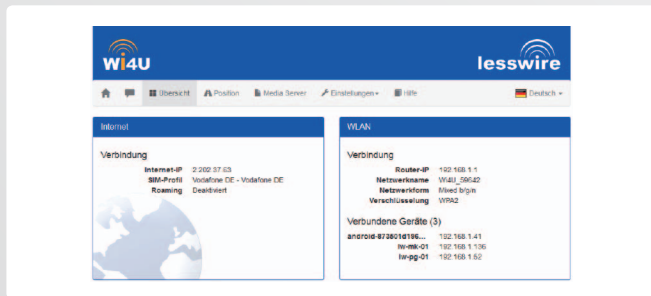 Wi4U
lesswire
Übersicht Position Media Server Einstellungen Hilfe Deutsch
Internet
Verbindung
Internet-IP 2.202.37.63
SIM-Profil Vodafone DE - Vodafone DE
Roaming Deaktiviert
WLAN
Verbindung
Router-IP 192.168.1.1
Netzwerkname Wi4U_59642
Netzwerkform Mixed b/g/n
Verschlüsselung WPA2
Verbundene Geräte (3)
android-873801d196... 192.168.1.41
lw-mk-01 192.168.1.136
lw-pg-01 192.168.1.62